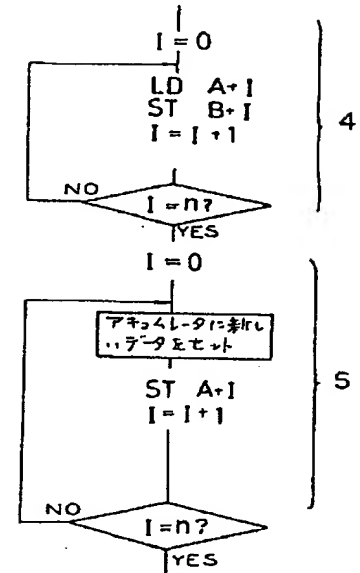 I = 0
LD A+I
ST B+I
I = I + 1
4
NO
I = n?
YES
I = 0
アキュムレータに新し
いデータをセット
5
ST A+I
I = I + 1
NO
I = n?
YES